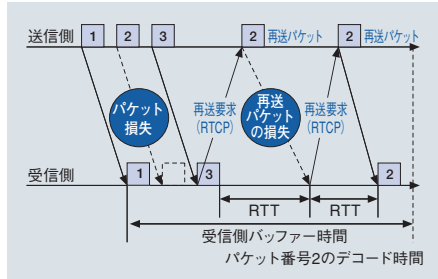 送信側 1 2 3 2 再送パケット 2 再送パケット
パケット
損失
再送要求
(RTCP)
再送
パケット
の損失
再送要求
(RTCP)
受信側 1 3 2
RTT RTT
受信側バッファー時間
パケット番号2のデコード時間